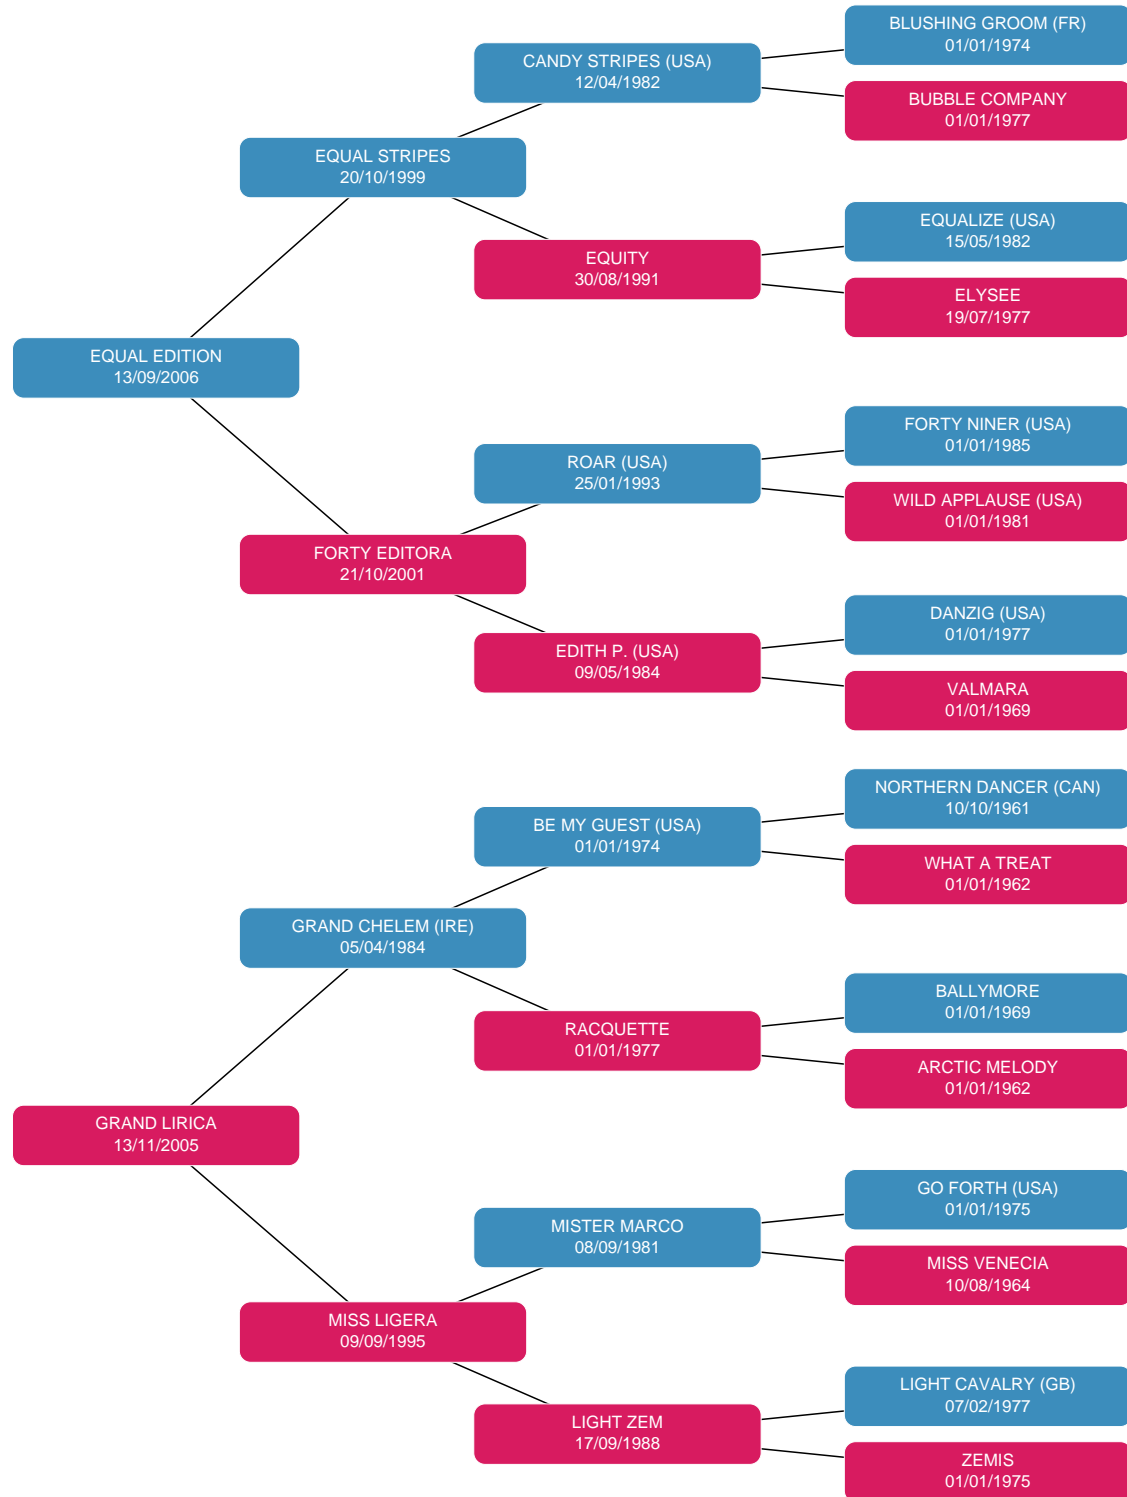 BLUSHING GROOM (FR)
01/01/1974
CANDY STRIPES (USA)
12/04/1982
BUBBLE COMPANY
01/01/1977
EQUAL STRIPES
20/10/1999
EQUALIZE (USA)
15/05/1982
EQUITY
30/08/1991
ELYSEE
19/07/1977
EQUAL EDITION
13/09/2006
FORTY NINER (USA)
01/01/1985
ROAR (USA)
25/01/1993
WILD APPLAUSE (USA)
01/01/1981
FORTY EDITORA
21/10/2001
DANZIG (USA)
01/01/1977
EDITH P. (USA)
09/05/1984
VALMARA
01/01/1969
NORTHERN DANCER (CAN)
10/10/1961
BE MY GUEST (USA)
01/01/1974
WHAT A TREAT
01/01/1962
GRAND CHELEM (IRE)
05/04/1984
BALLYMORE
01/01/1969
RACQUETTE
01/01/1977
ARCTIC MELODY
01/01/1962
GRAND LIRICA
13/11/2005
GO FORTH (USA)
01/01/1975
MISTER MARCO
08/09/1981
MISS VENECIA
10/08/1964
MISS LIGERA
09/09/1995
LIGHT CAVALRY (GB)
07/02/1977
LIGHT ZEM
17/09/1988
ZEMIS
01/01/1975